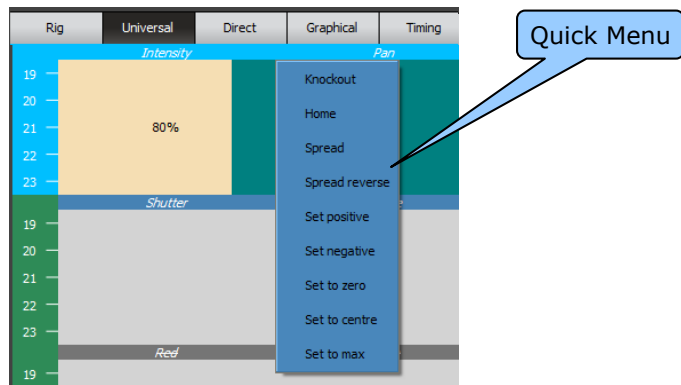 Rig Universal Direct Graphical Timing
Quick Menu
Intensity Pan
19
20
21
22
23
80%
Knockout
Home
Spread
Spread reverse
Set positive
Set negative
Set to zero
Set to centre
Set to max
Shutter
19
20
21
22
23
Red
19